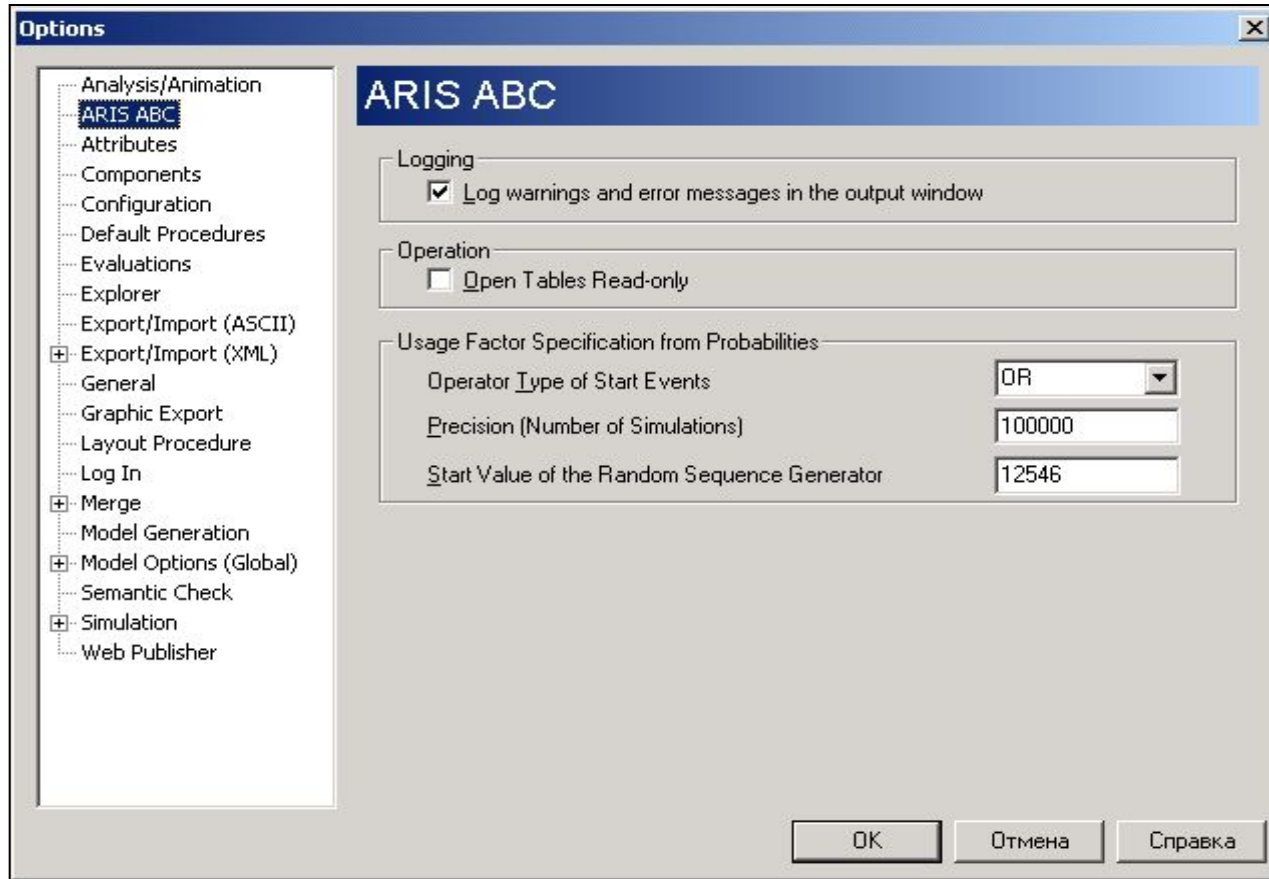 Options
Analysis/Animation
ARIS ABC
Attributes
Components
Configuration
Default Procedures
Evaluations
Explorer
Export/Import (ASCII)
Export/Import (XML)
General
Graphic Export
Layout Procedure
Log In
Merge
Model Generation
Model Options (Global)
Semantic Check
Simulation
Web Publisher
ARIS ABC
Logging
Log warnings and error messages in the output window
Operation
Open Tables Read-only
Usage Factor Specification from Probabilities
Operator Type of Start Events OR
Precision (Number of Simulations) 100000
Start Value of the Random Sequence Generator 12546
OK Отмена Справка